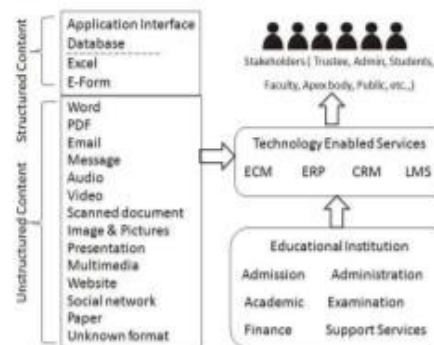 Structured Content
Application Interface
Database
Excel
E-Form
Unstructured Content
Word
PDF
Email
Message
Audio
Video
Scanned document
Image & Pictures
Presentation
Multimedia
Website
Social network
Paper
Unknown format
Stakeholders ( Trustee, Admin, Students,
Faculty, Apex body, Public, etc.,)
Technology Enabled Services
ECM ERP CRM LMS
Educational Institution
Admission Administration
Academic Examination
Finance Support Services